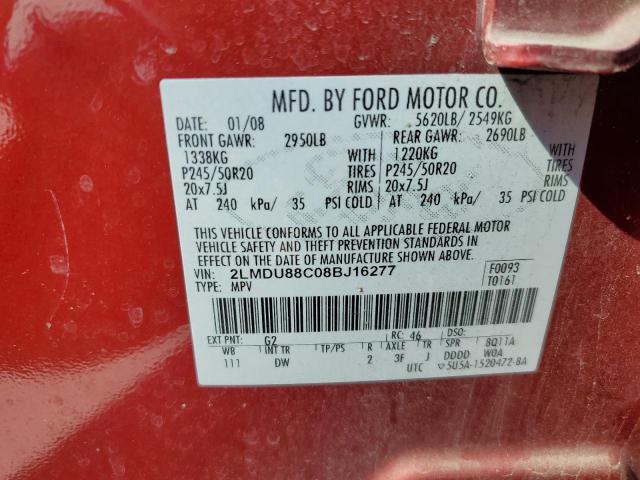 MFD. BY FORD MOTOR CO.
DATE: 01/08 GVWR: 5620LB/ 2549KG
FRONT GAWR: 2950LB REAR GAWR: 2690LB
1338KG WITH 1220KG WITH
P245/50R20 TIRES P245/50R20 TIRES
20x7.5J RIMS 20x7.5J RIMS
AT 240 kPa/ 35 PSI COLD AT 240 kPa/ 35 PSI COLD
THIS VEHICLE CONFORMS TO ALL APPLICABLE FEDERAL MOTOR
VEHICLE SAFETY AND THEFT PREVENTION STANDARDS IN
EFFECT ON THE DATE OF MANUFACTURE SHOWN ABOVE.
VIN: 2LMDU88C08BJ16277 F0093
TYPE: MPV T0161
EXT PNT: G2 RC: 46 DSO:
WB INT TR TP/PS R AXLE TR SPR 8Q11A
111 DW 2 3F J DDDD W0A
UTC 5U5A-1520472-BA